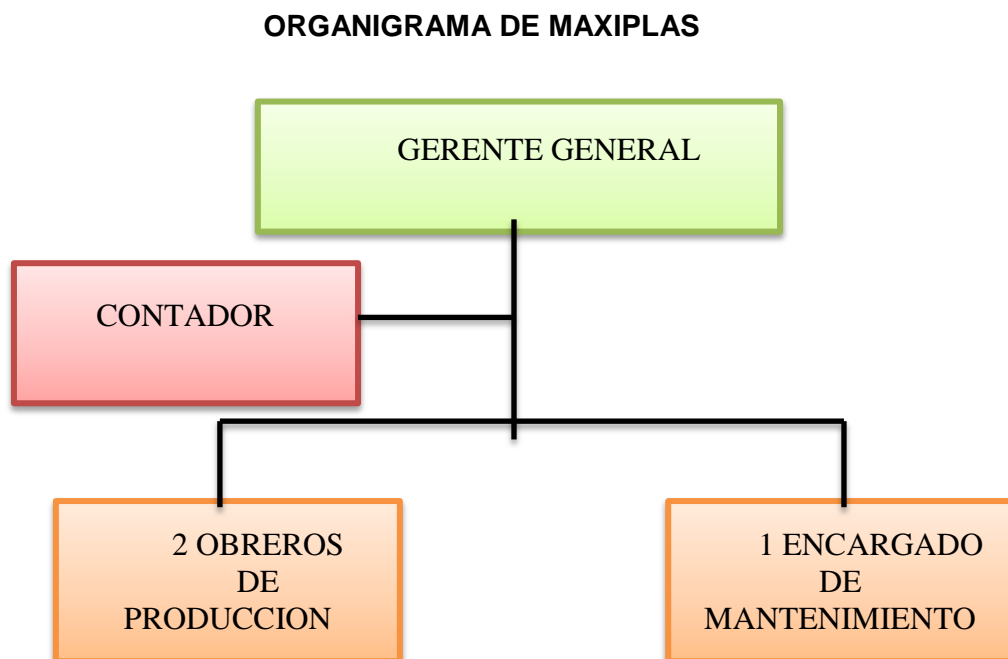 ORGANIGRAMA DE MAXIPLAS
GERENTE GENERAL
CONTADOR
2 OBREROS
DE
PRODUCCION
1 ENCARGADO
DE
MANTENIMIENTO